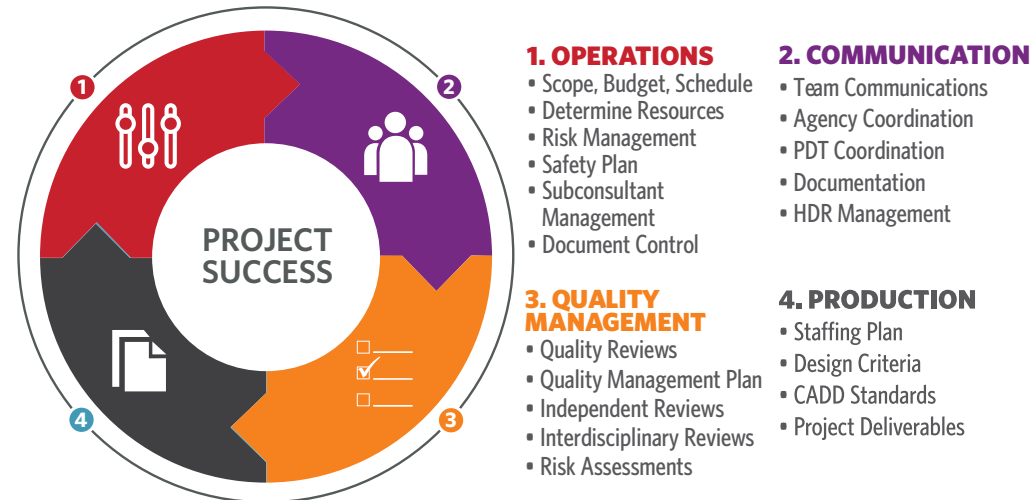 1
2
3
4
PROJECT
SUCCESS
1. OPERATIONS
• Scope, Budget, Schedule
• Determine Resources
• Risk Management
• Safety Plan
• Subconsultant
Management
• Document Control
2. COMMUNICATION
• Team Communications
• Agency Coordination
• PDT Coordination
• Documentation
• HDR Management
3. QUALITY
MANAGEMENT
• Quality Reviews
• Quality Management Plan
• Independent Reviews
• Interdisciplinary Reviews
• Risk Assessments
4. PRODUCTION
• Staffing Plan
• Design Criteria
• CADD Standards
• Project Deliverables